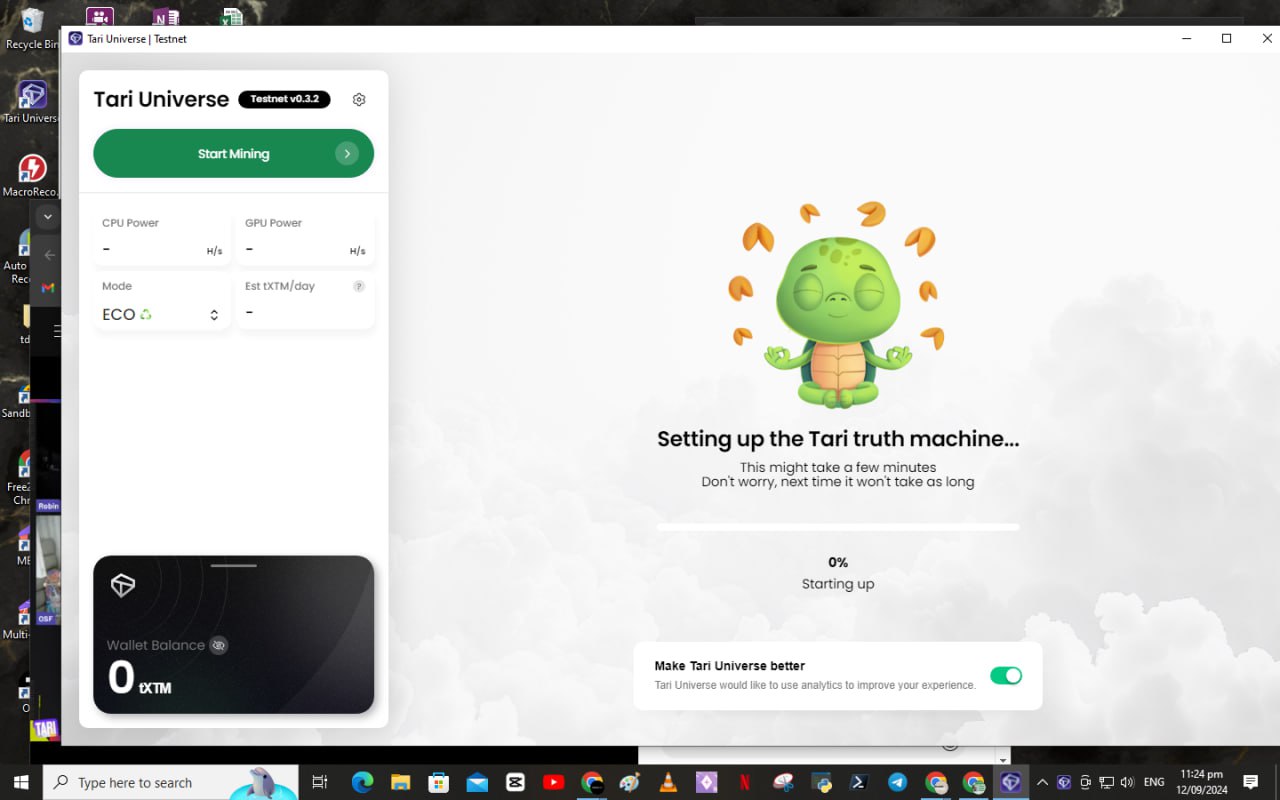 Recycle Bin
Tari Universe | Testnet
Tari Universe
Testnet v0.3.2
Start Mining
CPU Power
GPU Power
-
H/s
-
H/s
Mode
Est tXTM/day
?
ECO
-
Setting up the Tari truth machine...
This might take a few minutes
Don't worry, next time it won't take as long
0%
Starting up
Wallet Balance
0 tXTM
Make Tari Universe better
Tari Universe would like to use analytics to improve your experience.
Tari Universe
MacroReco...
Auto
Rec
td
Sandb
Free2
Chr
Robin
OSF
Multi-
TARI
Type here to search
ENG
11:24 pm
12/09/2024